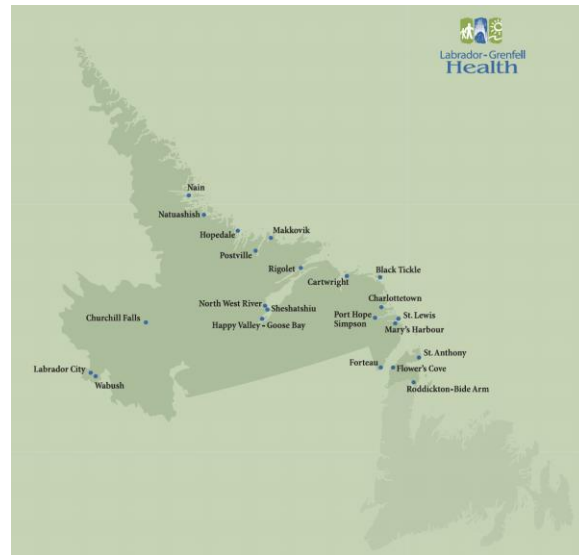 Labrador-Grenfell
Health
Nain
Natuashish
Hopedale
Makkovik
Postville
Rigolet
Cartwright
Black Tickle
North West River
Sheshatshiu
Charlottetown
Churchill Falls
Happy Valley - Goose Bay
Port Hope
Simpson
St. Lewis
Mary's Harbour
St. Anthony
Labrador City
Forteau
Flower's Cove
Wabush
Roddickton-Bide Arm